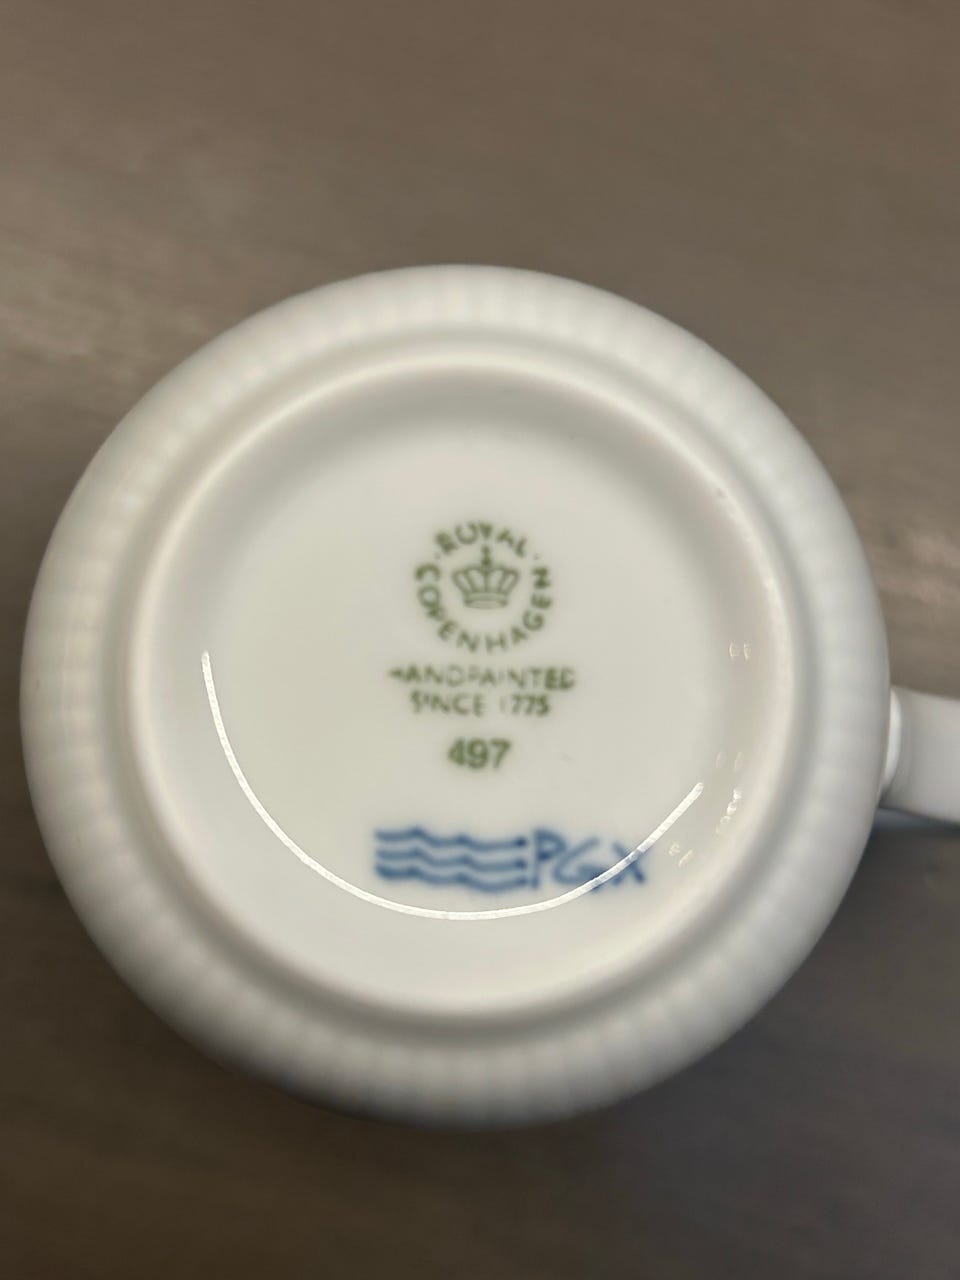 ROYAL
COPENHAGEN
HANDPAINTED
SINCE 1775
497
PGX